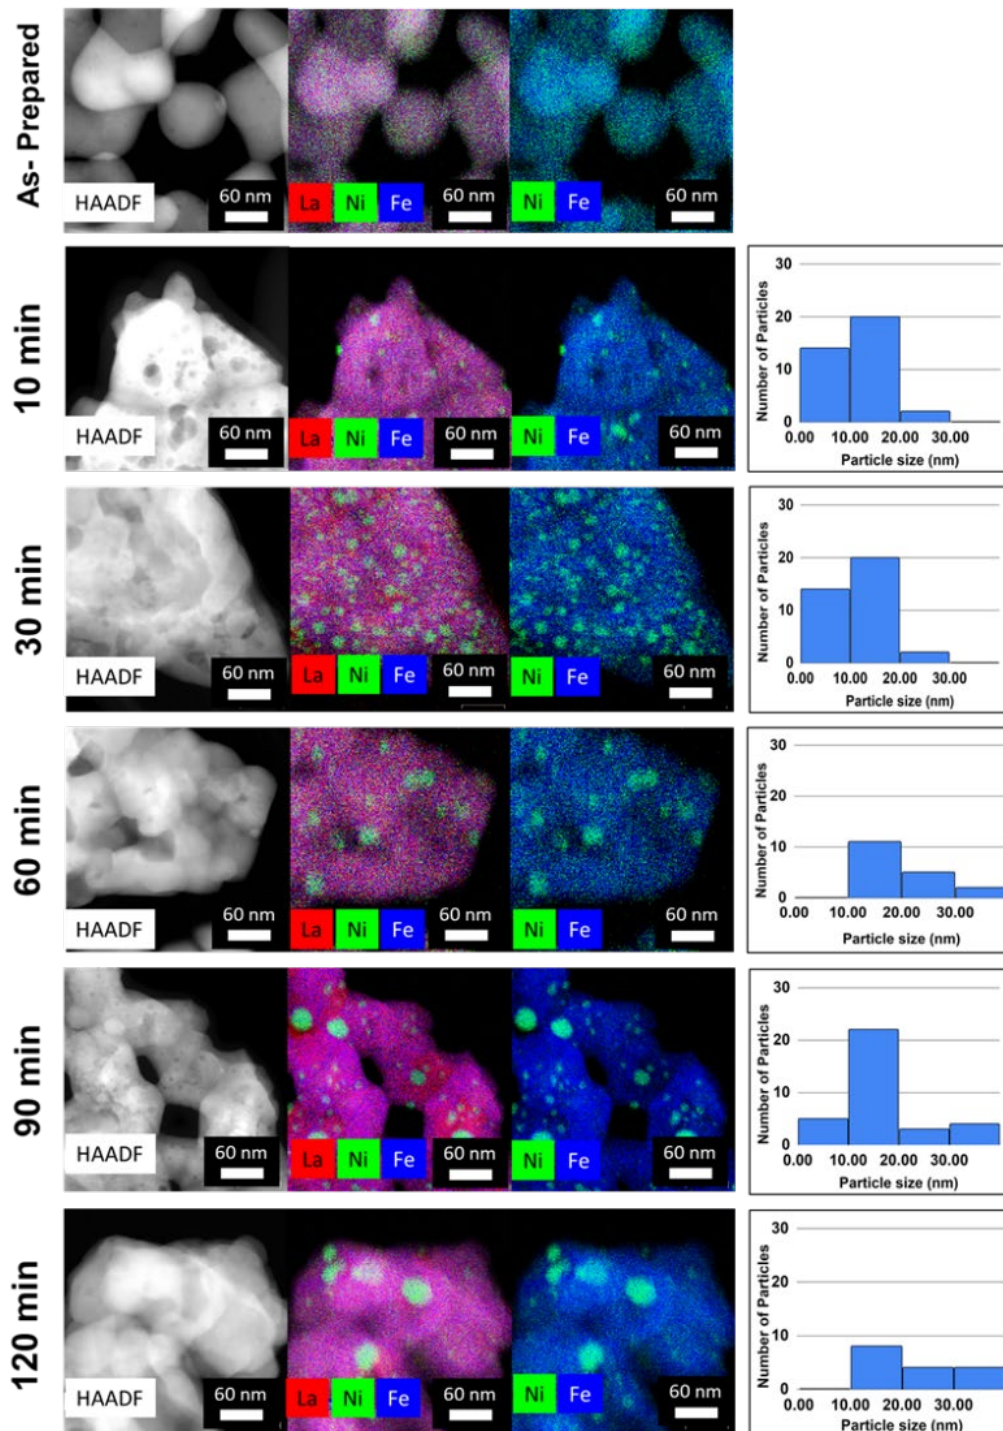 As- Prepared
HAADF
60 nm
La Ni Fe
60 nm
Ni Fe
60 nm
10 min
HAADF
60 nm
La Ni Fe
60 nm
Ni Fe
60 nm
Number of Particles
30
20
10
0
0.00 10.00 20.00 30.00
Particle size (nm)
30 min
HAADF
60 nm
La Ni Fe
60 nm
Ni Fe
60 nm
Number of Particles
30
20
10
0
0.00 10.00 20.00 30.00
Particle size (nm)
60 min
HAADF
60 nm
La Ni Fe
60 nm
Ni Fe
60 nm
Number of Particles
30
20
10
0
0.00 10.00 20.00 30.00
Particle size (nm)
90 min
HAADF
60 nm
La Ni Fe
60 nm
Ni Fe
60 nm
Number of Particles
30
20
10
0
0.00 10.00 20.00 30.00
Particle size (nm)
120 min
HAADF
60 nm
La Ni Fe
60 nm
Ni Fe
60 nm
Number of Particles
30
20
10
0
0.00 10.00 20.00 30.00
Particle size (nm)